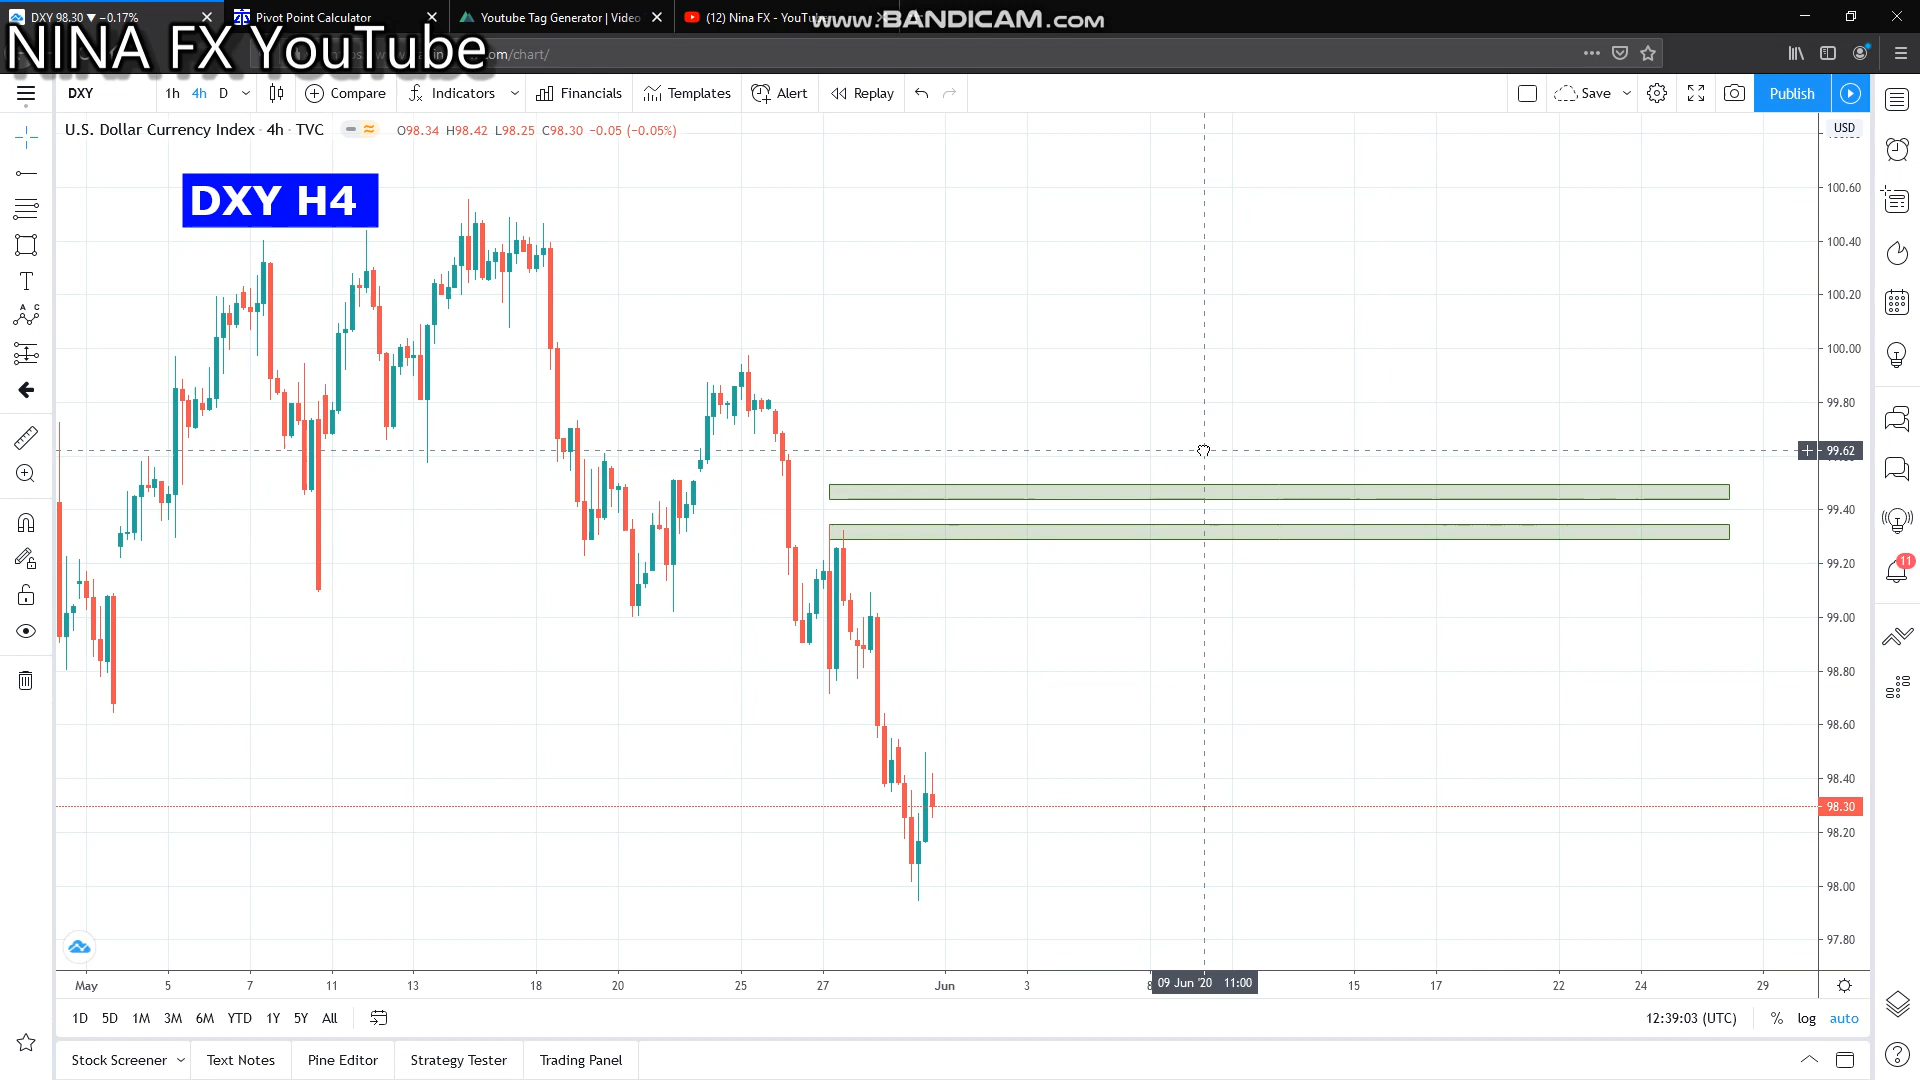 DXY 98.30 ▼ −0.17%
Pivot Point Calculator
Youtube Tag Generator | Video
(12) Nina FX - YouTube
www.BANDICAM.com
NINA FX YouTube
om/chart/
DXY
1h 4h D
Compare
Indicators
Financials
Templates
Alert
Replay
Save
Publish
U.S. Dollar Currency Index · 4h · TVC
O98.34 H98.42 L98.25 C98.30 −0.05 (−0.05%)
USD
DXY H4
100.60
100.40
100.20
100.00
99.80
99.62
99.40
99.20
99.00
98.80
98.60
98.40
98.30
98.20
98.00
97.80
11
May 5 7 11 13 18 20 25 27 Jun 3 8 09 Jun '20 11:00 15 17 22 24 29
1D 5D 1M 3M 6M YTD 1Y 5Y All
12:39:03 (UTC) % log auto
Stock Screener
Text Notes
Pine Editor
Strategy Tester
Trading Panel